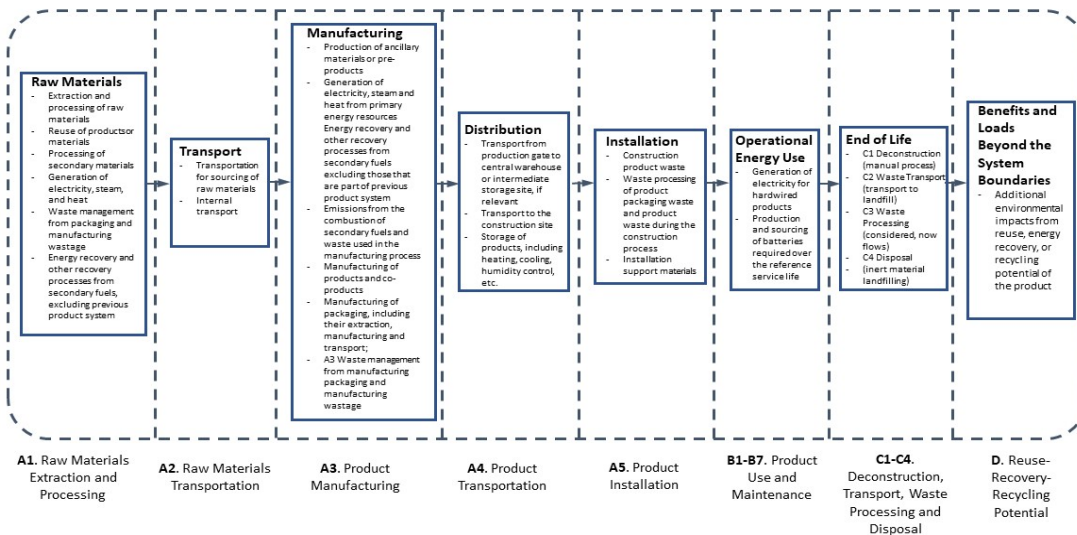 Raw Materials
- Extraction and
processing of raw
materials
- Reuse of productsor
materials
- Processing of
secondary materials
- Generation of
electricity, steam,
and heat
- Waste management
from packaging and
manufacturing
wastage
- Energy recovery and
other recovery
processes from
secondary fuels,
excluding previous
product system
Transport
- Transportation
for sourcing of
raw materials
- Internal
transport
Manufacturing
- Production of ancillary
materials or pre-
products
- Generation of
electricity, steam and
heat from primary
energy resources
Energy recovery and
other recovery
processes from
secondary fuels
excluding those that
are part of previous
product system
- Emissions from the
combustion of
secondary fuels and
waste used in the
manufacturing process
- Manufacturing of
products and co-
products
- Manufacturing of
packaging, including
their extraction,
manufacturing and
transport;
- A3 Waste management
from manufacturing
packaging and
manufacturing
wastage
Distribution
- Transport from
production gate to
central warehouse
or intermediate
storage site, if
relevant
- Transport to the
construction site
- Storage of
products, including
heating, cooling,
humidity control,
etc.
Installation
- Construction
product waste
- Waste processing of
product packaging
waste and product
waste during the
construction
process
- Installation
support materials
Operational
Energy Use
- Generation of
electricity for
hardwired
products
- Production
and sourcing
of batteries
required over
the reference
service life
End of Life
- C1 Deconstruction
(manual process)
- C2 Waste Transport
(transport to
landfill)
- C3 Waste
Processing
(considered, now
flows)
- C4 Disposal
- (inert material
landfilling)
Benefits and
Loads
Beyond the
System
Boundaries
- Additional
environmental
impacts from
reuse, energy
recovery, or
recycling
potential of
the product
A1. Raw Materials
Extraction and
Processing
A2. Raw Materials
Transportation
A3. Product
Manufacturing
A4. Product
Transportation
A5. Product
Installation
B1-B7. Product
Use and
Maintenance
C1-C4.
Deconstruction,
Transport, Waste
Processing and
Disposal
D. Reuse-
Recovery-
Recycling
Potential